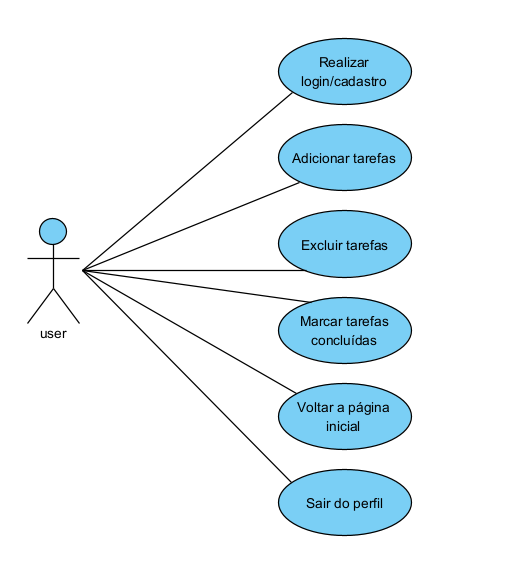 Realizar
login/cadastro
Adicionar tarefas
Excluir tarefas
Marcar tarefas
concluídas
user
Voltar a página
inicial
Sair do perfil